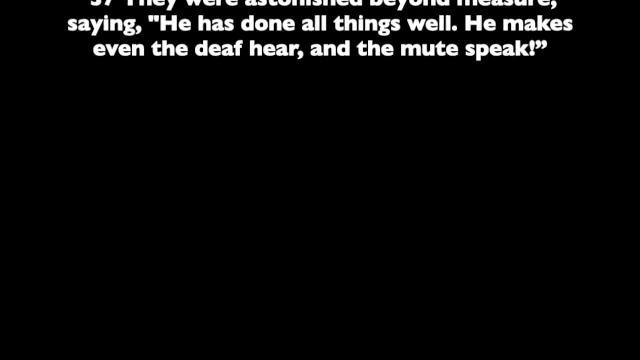 37 They were astonished beyond measure,
saying, "He has done all things well. He makes
even the deaf hear, and the mute speak!”